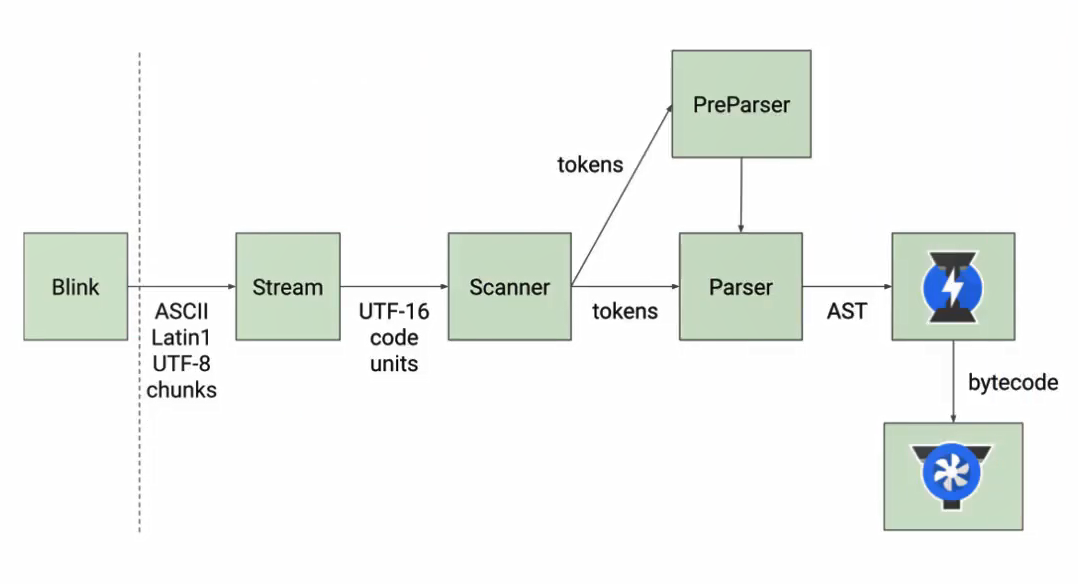 PreParser
tokens
Blink
Stream
Scanner
Parser
ASCII
Latin1
UTF-8
chunks
UTF-16
code
units
tokens
AST
bytecode